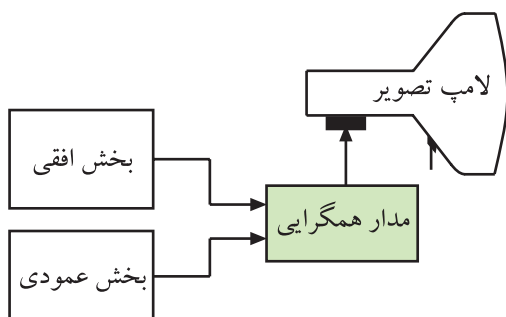 لامپ تصویر
بخش افقی
مدار همگرایی
بخش عمودی